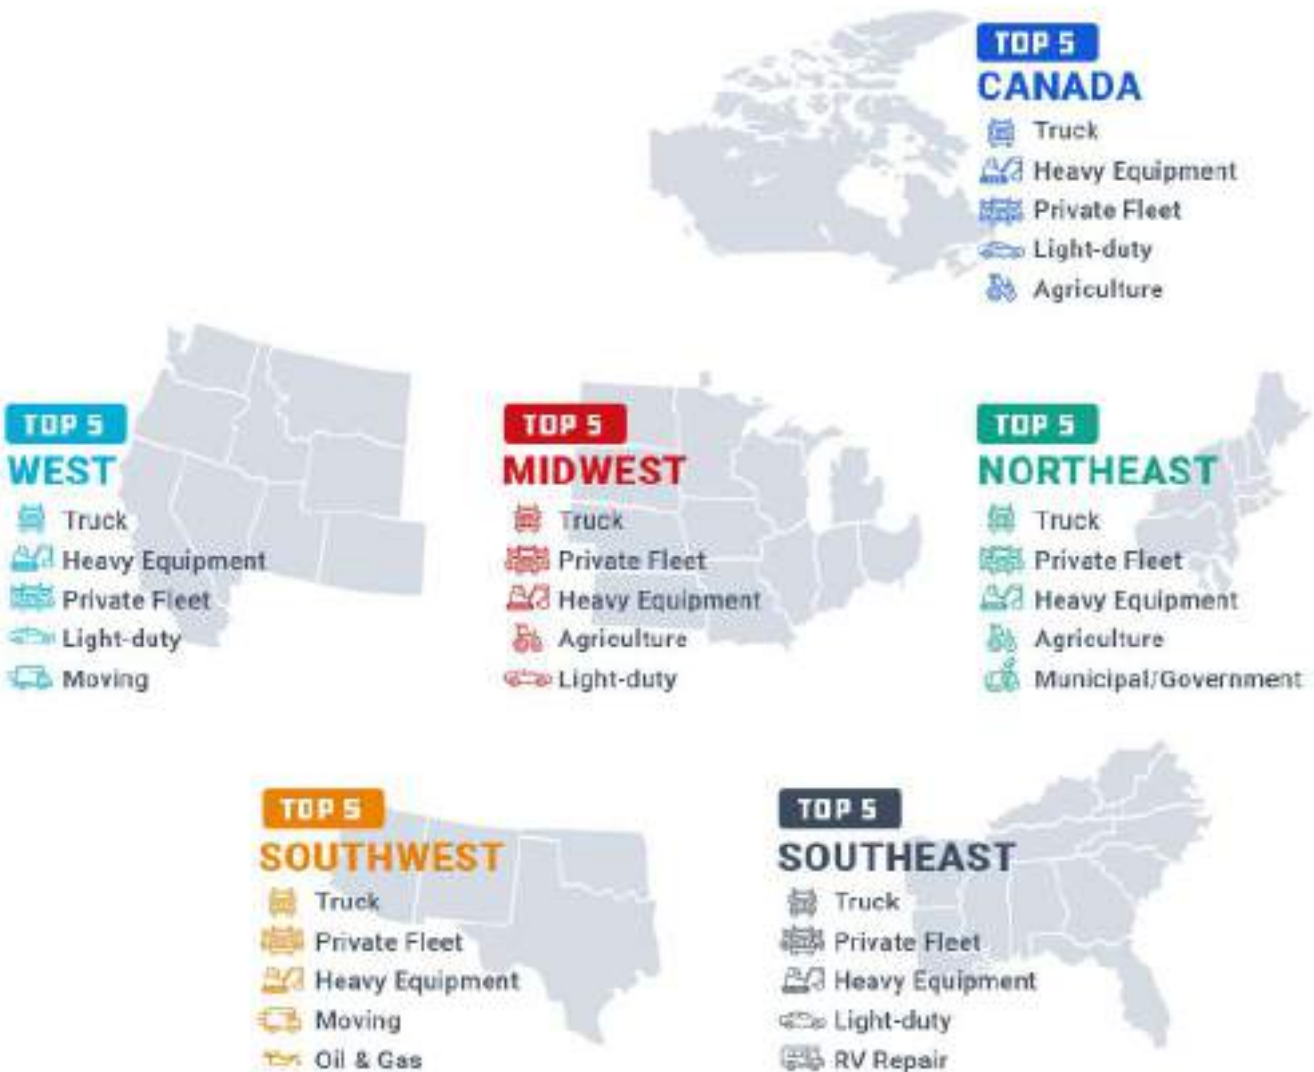 TOP 5
CANADA
Truck
Heavy Equipment
Private Fleet
Light-duty
Agriculture
TOP 5
WEST
Truck
Heavy Equipment
Private Fleet
Light-duty
Moving
TOP 5
MIDWEST
Truck
Private Fleet
Heavy Equipment
Agriculture
Light-duty
TOP 5
NORTHEAST
Truck
Private Fleet
Heavy Equipment
Agriculture
Municipal/Government
TOP 5
SOUTHWEST
Truck
Private Fleet
Heavy Equipment
Moving
Oil & Gas
TOP 5
SOUTHEAST
Truck
Private Fleet
Heavy Equipment
Light-duty
RV Repair